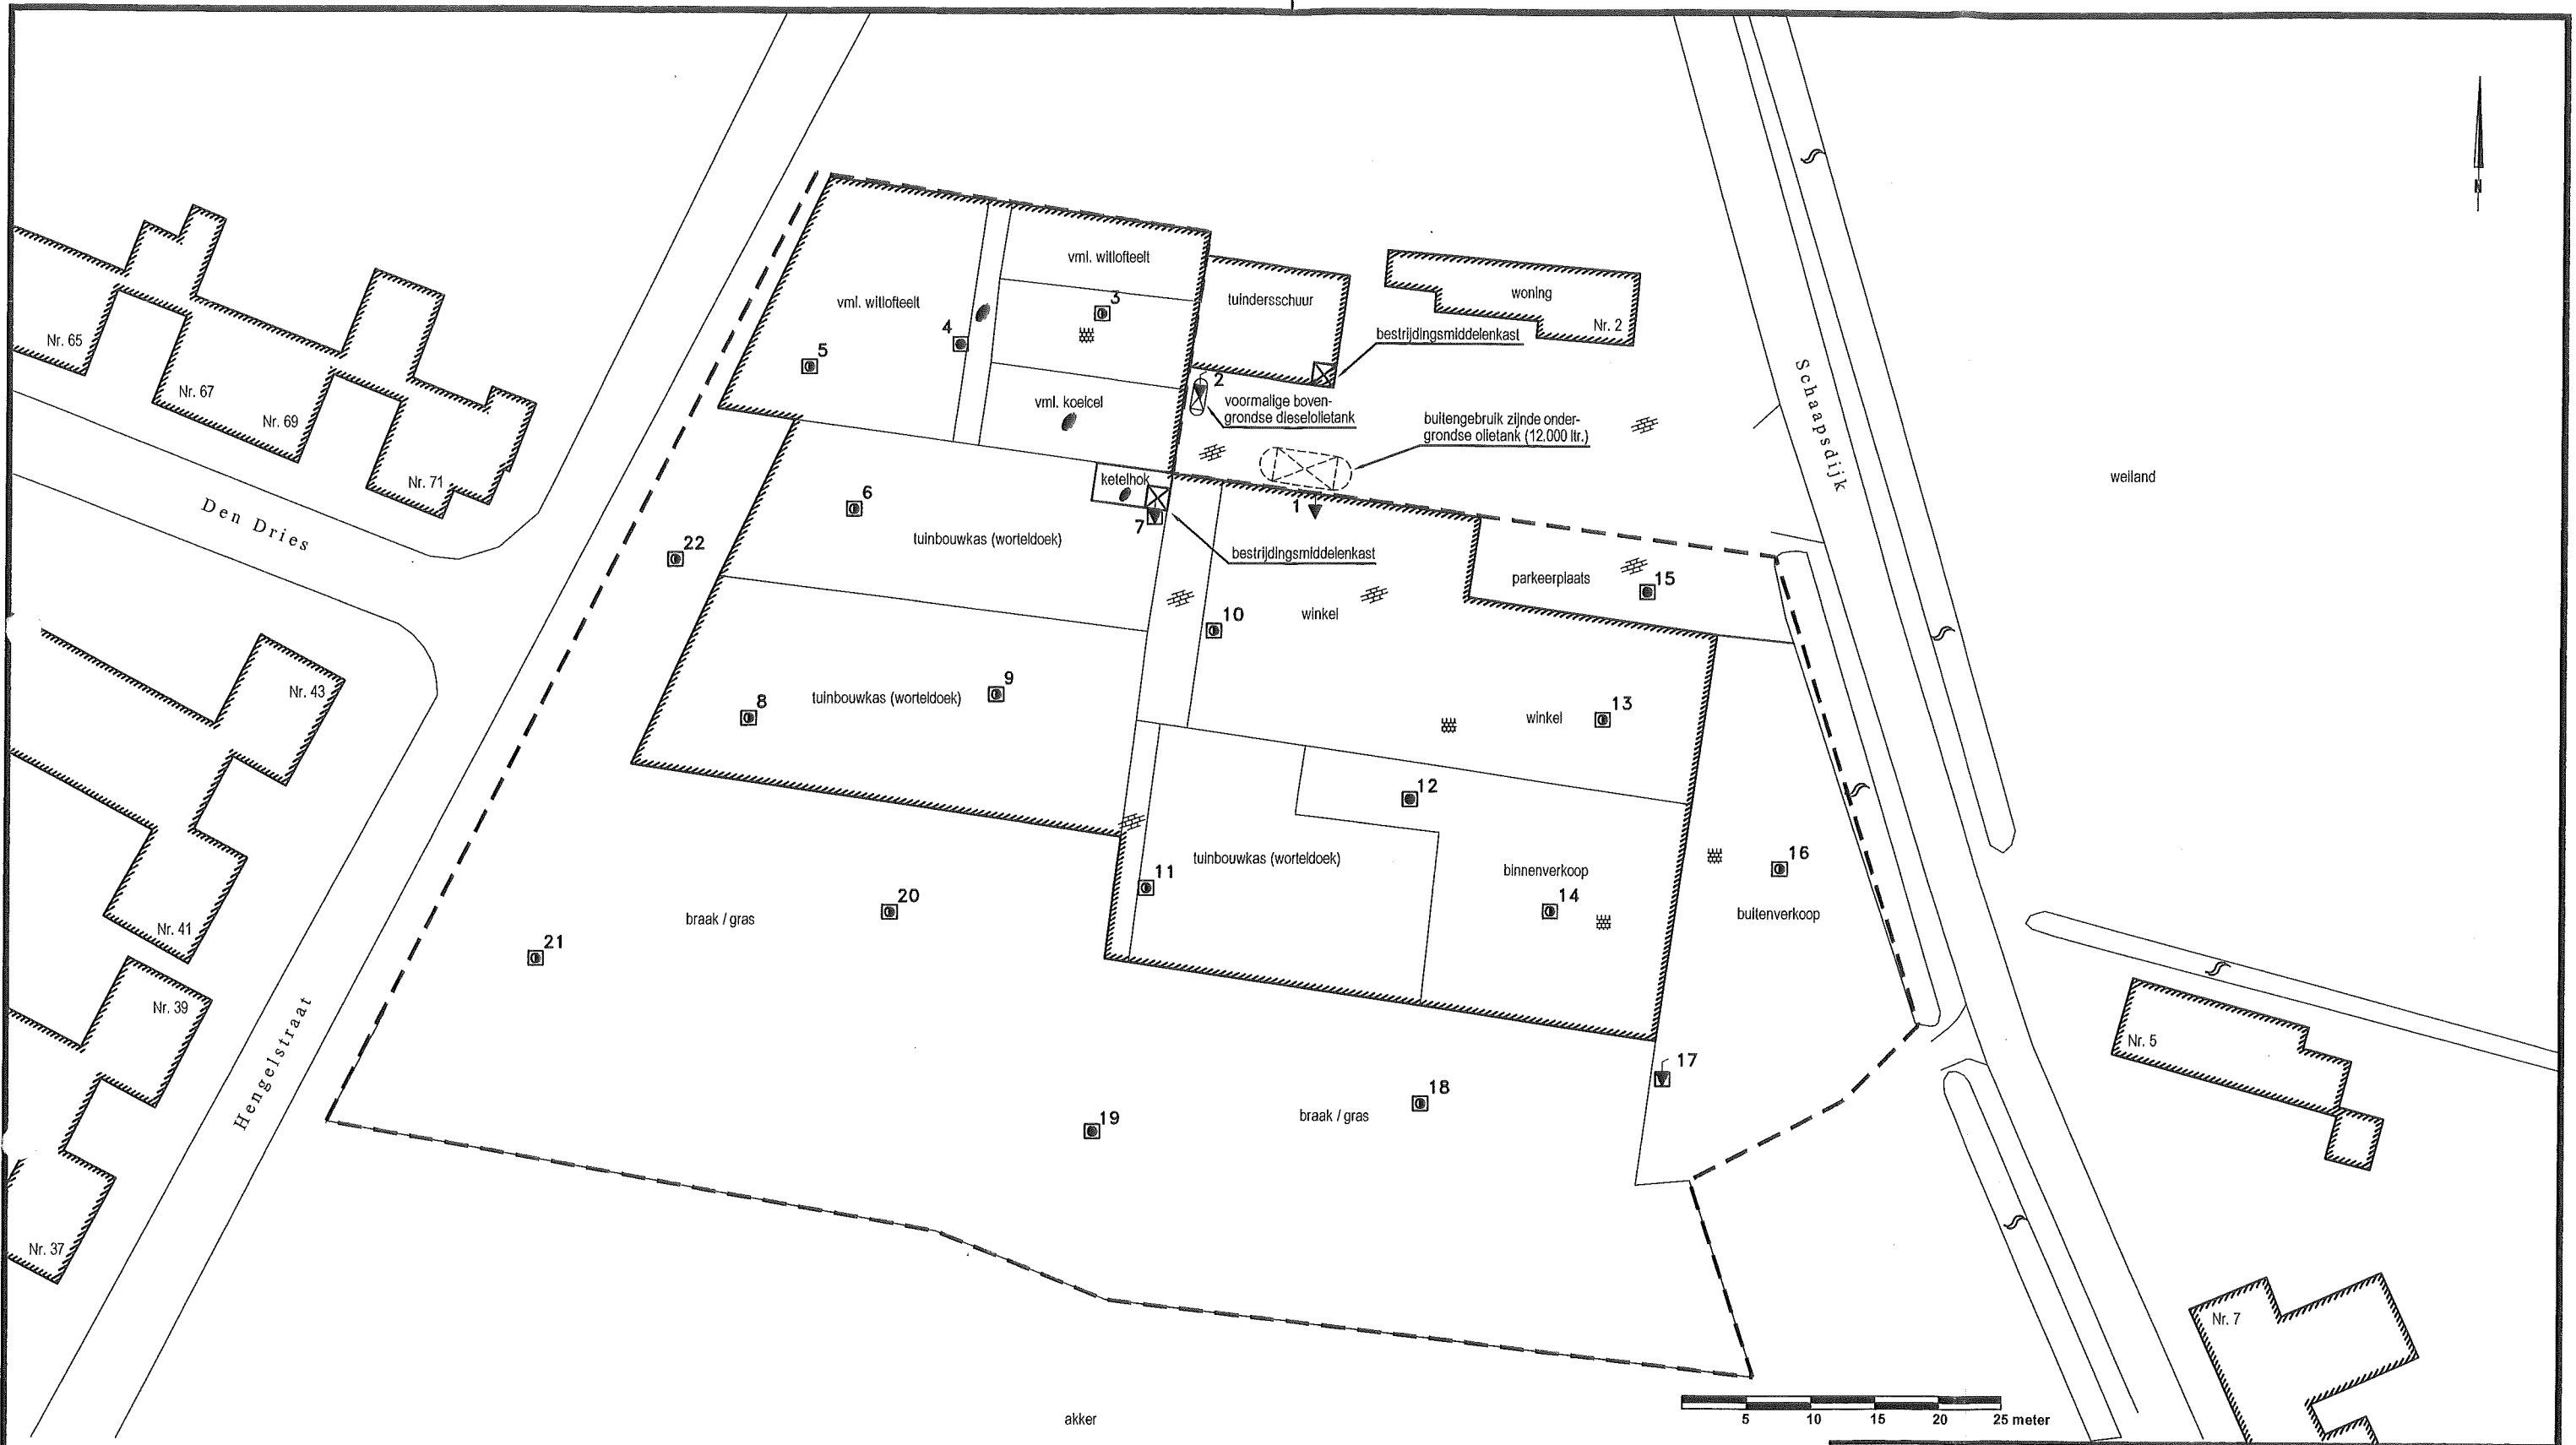 N
vml. witlofteelt
tuindersschuur
woning
Nr. 2
vml. witlofteelt
3
4
5
bestrijdingsmiddelenkast
Nr. 65
Nr. 67
Nr. 69
Nr. 71
vml. koelcel
2
voormalige boven-
grondse dieselolietank
buitengebruik zijnde onder-
grondse olietank (12.000 ltr.)
Schaapsdijk
weiland
Den Dries
ketelhok
6
7
1
22
tuinbouwkas (worteldoek)
bestrijdingsmiddelenkast
parkeerplaats
15
10
winkel
Nr. 43
8
tuinbouwkas (worteldoek)
9
winkel
13
12
tuinbouwkas (worteldoek)
11
binnenverkoop
14
16
buitenverkoop
20
braak / gras
21
Nr. 41
Nr. 39
Hengelstraat
Nr. 37
17
18
19
braak / gras
Nr. 5
Nr. 7
akker
5 10 15 20 25 meter